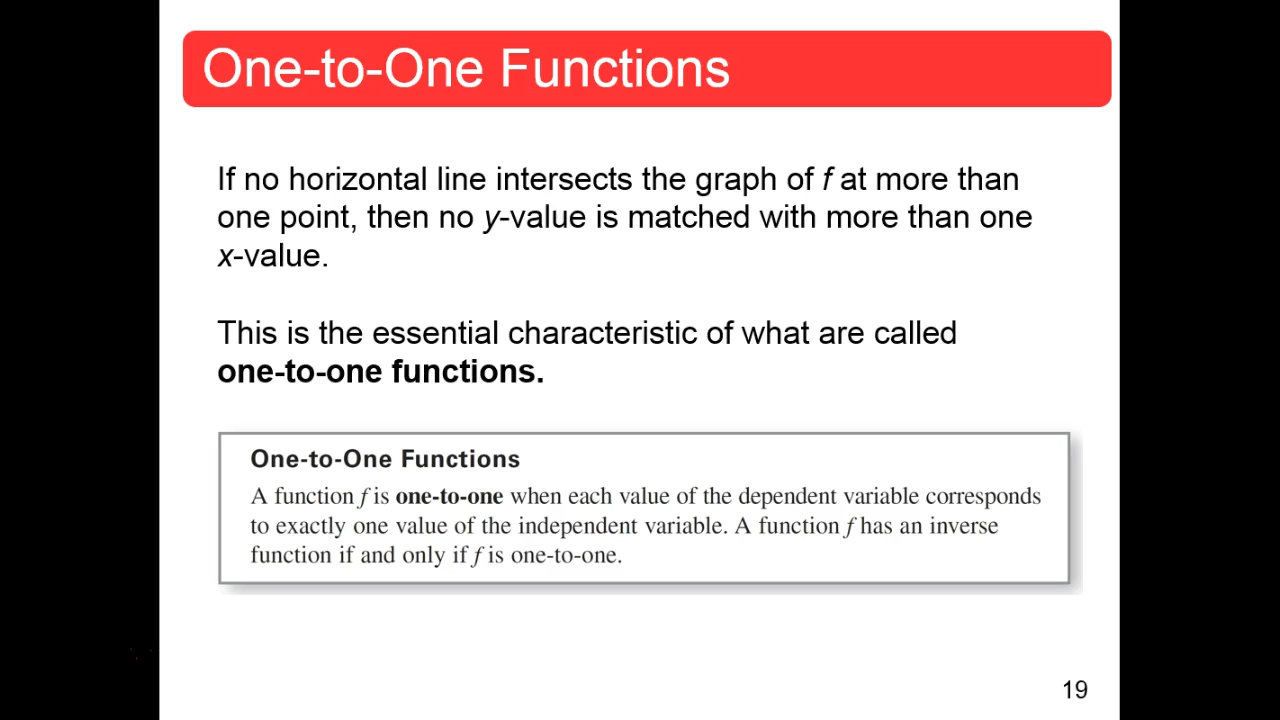 One-to-One Functions
If no horizontal line intersects the graph of f at more than
one point, then no y-value is matched with more than one
x-value.
This is the essential characteristic of what are called
one-to-one functions.
One-to-One Functions
A function f is one-to-one when each value of the dependent variable corresponds
to exactly one value of the independent variable. A function f has an inverse
function if and only if f is one-to-one.
19